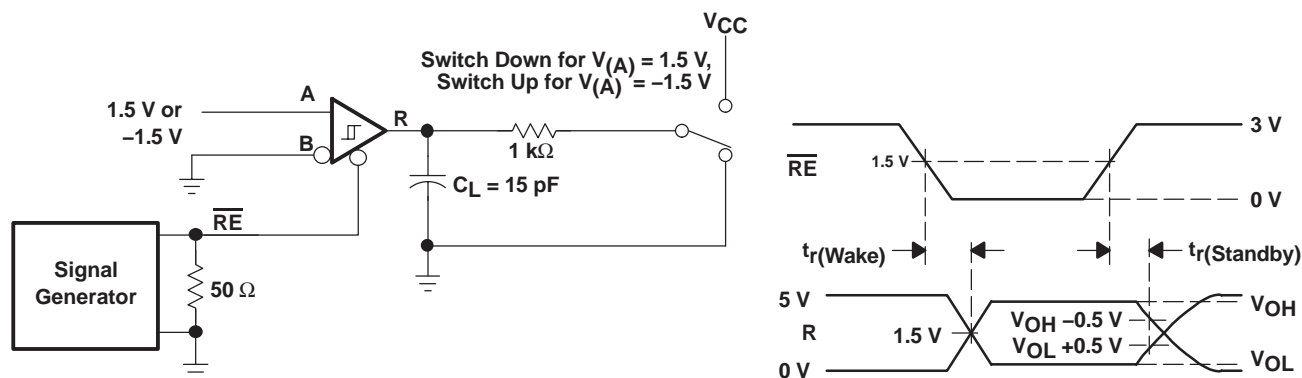 VCC
Switch Down for V(A) = 1.5 V,
Switch Up for V(A) = –1.5 V
A
1.5 V or
–1.5 V
R
B
1 kΩ
CL = 15 pF
RE
Signal
Generator
50 Ω
3 V
1.5 V
RE
0 V
tr(Wake)
tr(Standby)
5 V
VOH
R
1.5 V
VOH –0.5 V
VOL +0.5 V
0 V
VOL